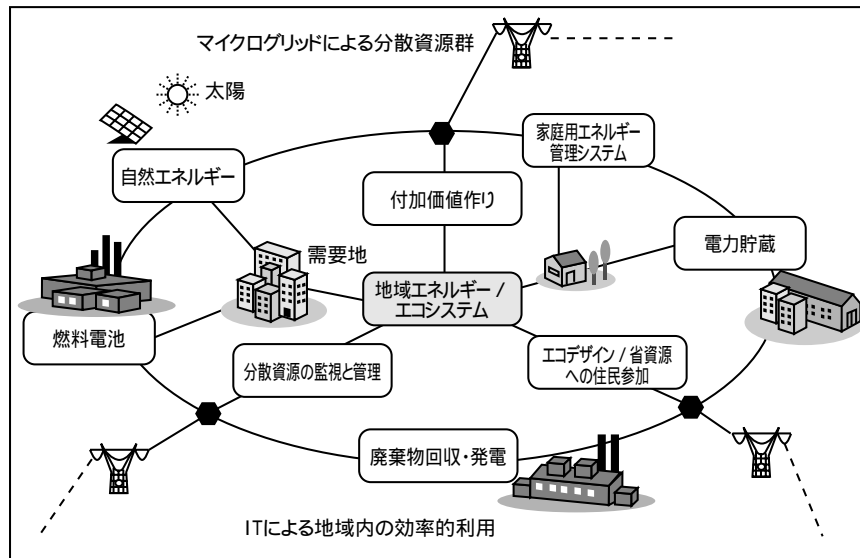 マイクログリッドによる分散資源群
太陽
家庭用エネルギー
管理システム
自然エネルギー
付加価値作り
電力貯蔵
需要地
地域エネルギー /
エコシステム
燃料電池
分散資源の監視と管理
エコデザイン / 省資源
への住民参加
廃棄物回収・発電
ITによる地域内の効率的利用